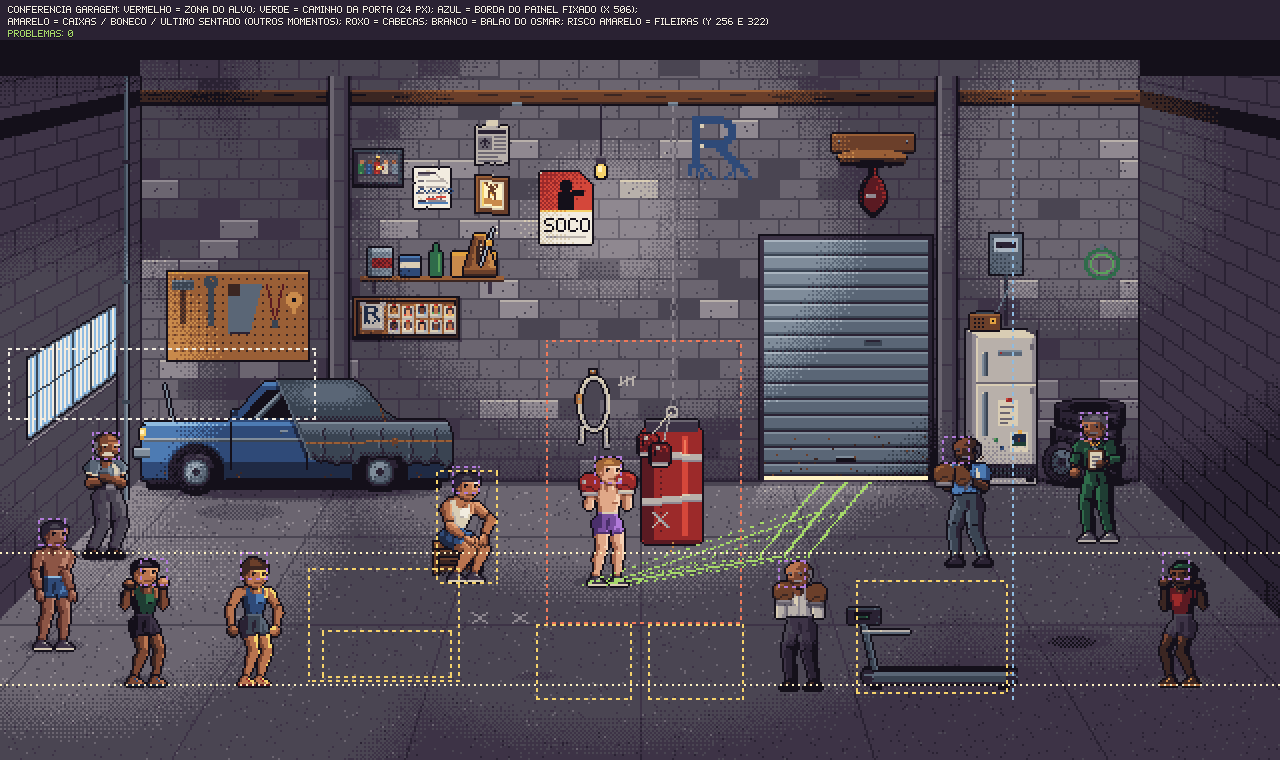 CONFERENCIA GARAGEM: VERMELHO = ZONA DO ALVO; VERDE = CAMINHO DA PORTA (24 PX); AZUL = BORDA DO PAINEL FIXADO (X 506);
AMARELO = CAIXAS / BONECO / ULTIMO SENTADO (OUTROS MOMENTOS); ROXO = CABECAS; BRANCO = BALAO DO OSMAR; RISCO AMARELO = FILEIRAS (Y 256 E 322)
PROBLEMAS: 0
R
SOCO
R